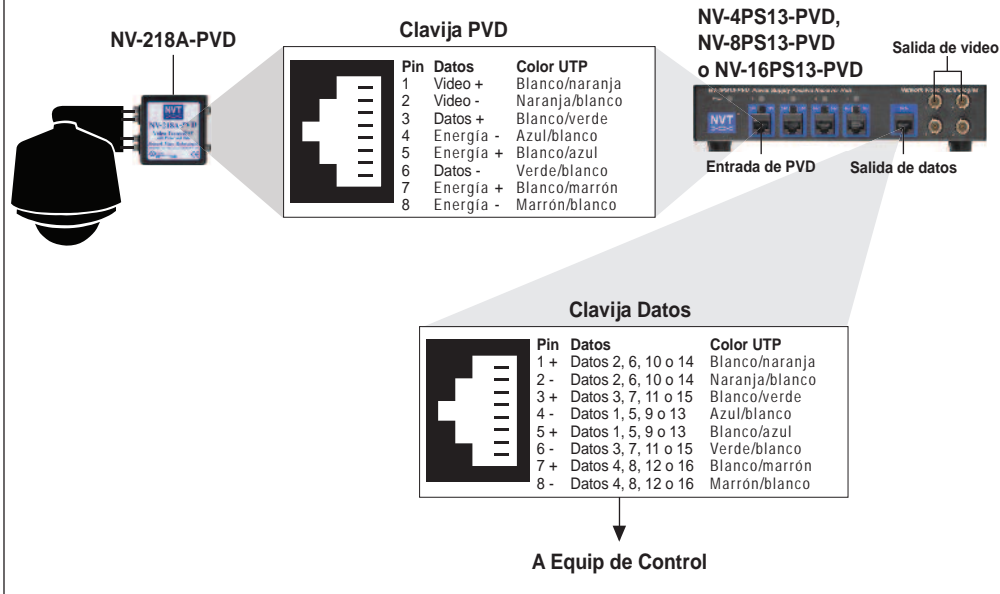 NV-218A-PVD
NVT
NV-218A-PVD
Clavija PVD
Pin Datos Color UTP
1 Video + Blanco/naranja
2 Video - Naranja/blanco
3 Datos + Blanco/verde
4 Energía - Azul/blanco
5 Energía + Blanco/azul
6 Datos - Verde/blanco
7 Energía + Blanco/marrón
8 Energía - Marrón/blanco
NV-4PS13-PVD,
NV-8PS13-PVD
o NV-16PS13-PVD
Salida de video
NVT
Entrada de PVD
Salida de datos
Clavija Datos
Pin Datos Color UTP
1 + Datos 2, 6, 10 o 14 Blanco/naranja
2 - Datos 2, 6, 10 o 14 Naranja/blanco
3 + Datos 3, 7, 11 o 15 Blanco/verde
4 - Datos 1, 5, 9 o 13 Azul/blanco
5 + Datos 1, 5, 9 o 13 Blanco/azul
6 - Datos 3, 7, 11 o 15 Verde/blanco
7 + Datos 4, 8, 12 o 16 Blanco/marrón
8 - Datos 4, 8, 12 o 16 Marrón/blanco
A Equip de Control